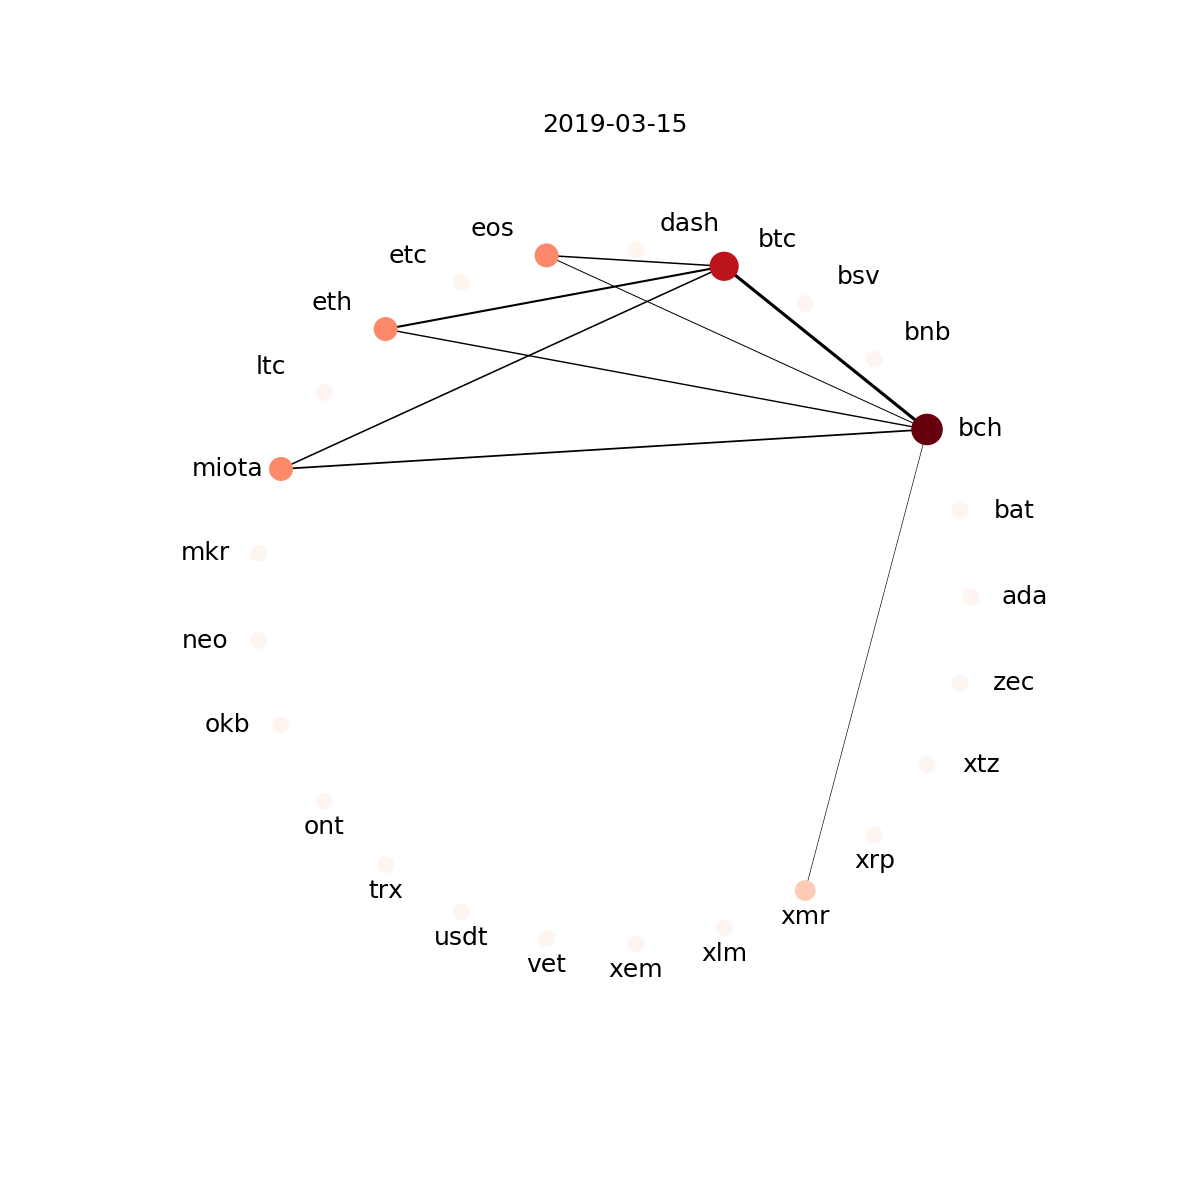 2019-03-15
dash
eos
btc
etc
bsv
eth
bnb
ltc
bch
miota
bat
mkr
ada
neo
zec
okb
xtz
ont
xrp
trx
xmr
usdt
xlm
vet
xem